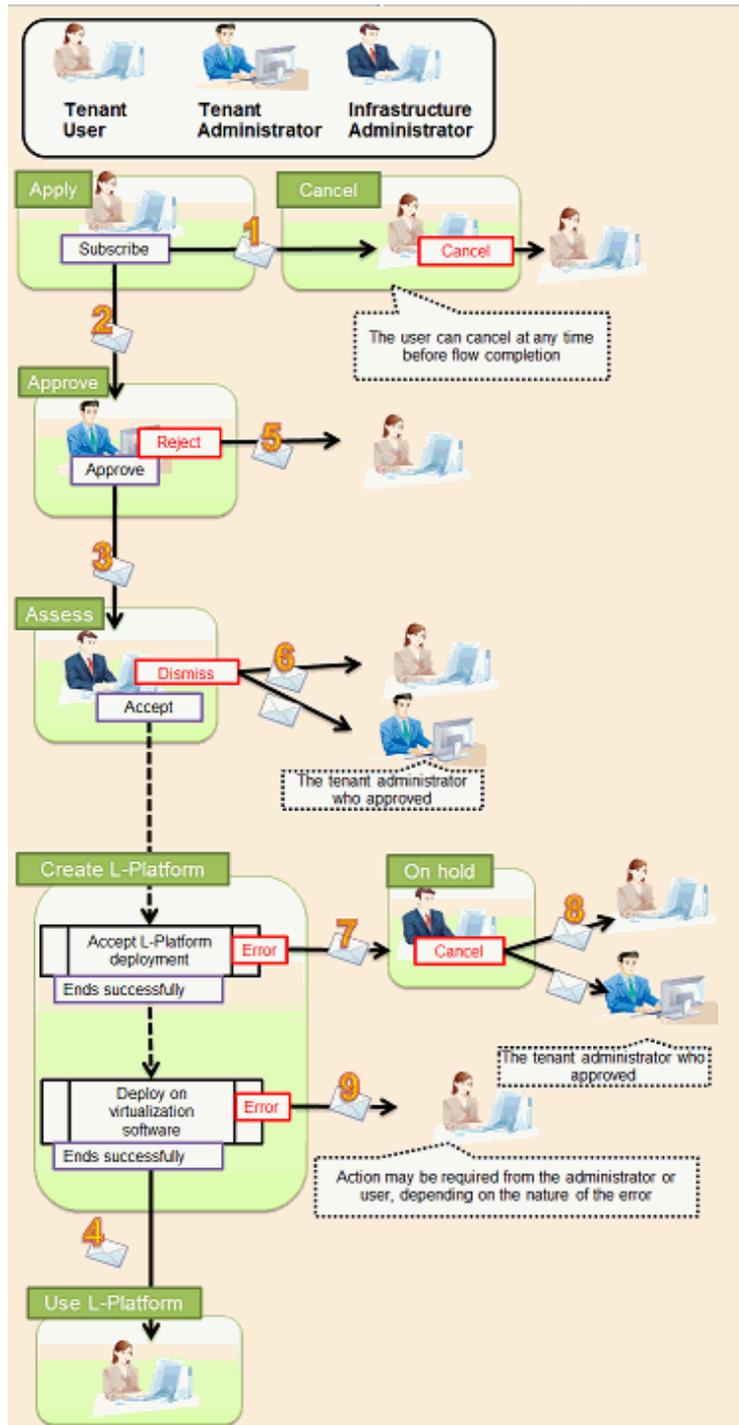 Tenant
User
Tenant
Administrator
Infrastructure
Administrator
Apply
Subscribe
1
Cancel
Cancel
The user can cancel at any time
before flow completion
2
Approve
Reject
Approve
5
3
Assess
Dismiss
Accept
6
The tenant administrator
who approved
Create L-Platform
Accept L-Platform
deployment
Error
Ends successfully
7
On hold
Cancel
8
The tenant administrator who
approved
Deploy on
virtualization
software
Error
Ends successfully
9
Action may be required from the administrator or
user, depending on the nature of the error
4
Use L-Platform